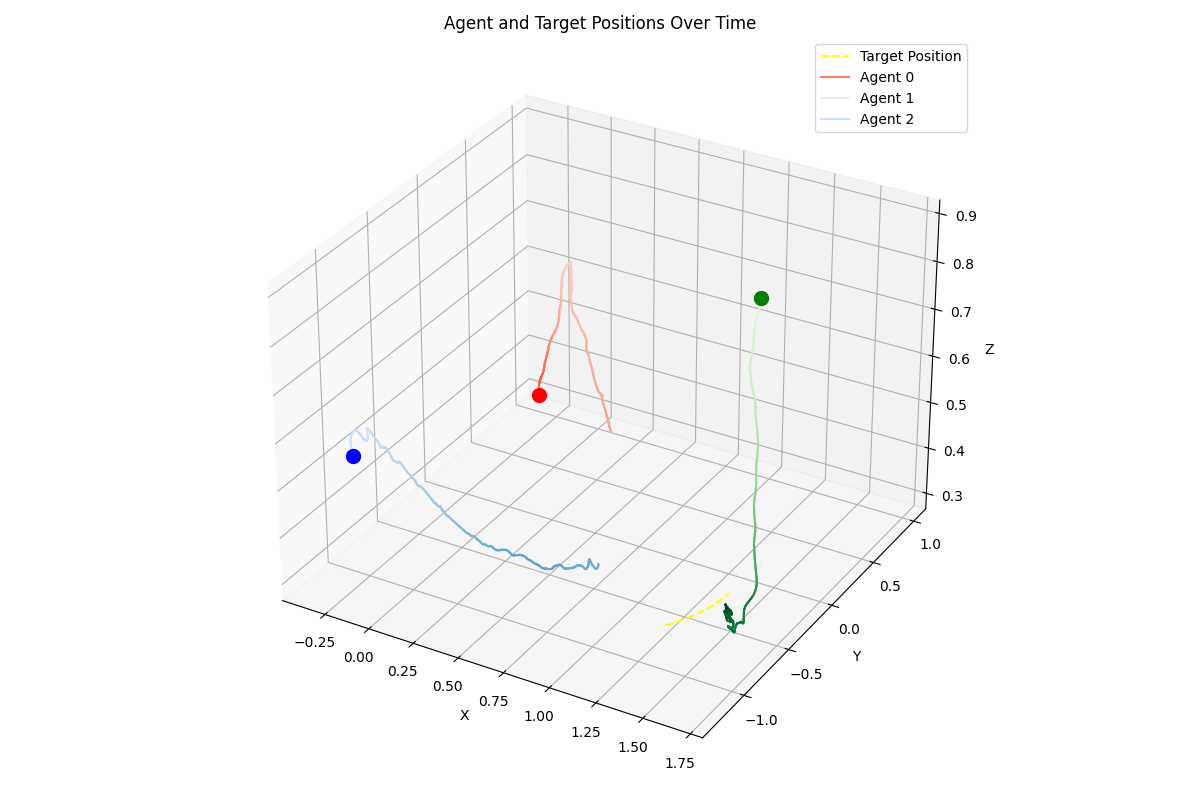 Agent and Target Positions Over Time
Target Position
Agent 0
Agent 1
Agent 2
0.9
0.8
0.7
0.6
0.5
0.4
0.3
Z
1.0
0.5
0.0
−0.5
−1.0
Y
−0.25
0.00
0.25
0.50
0.75
1.00
1.25
1.50
1.75
X